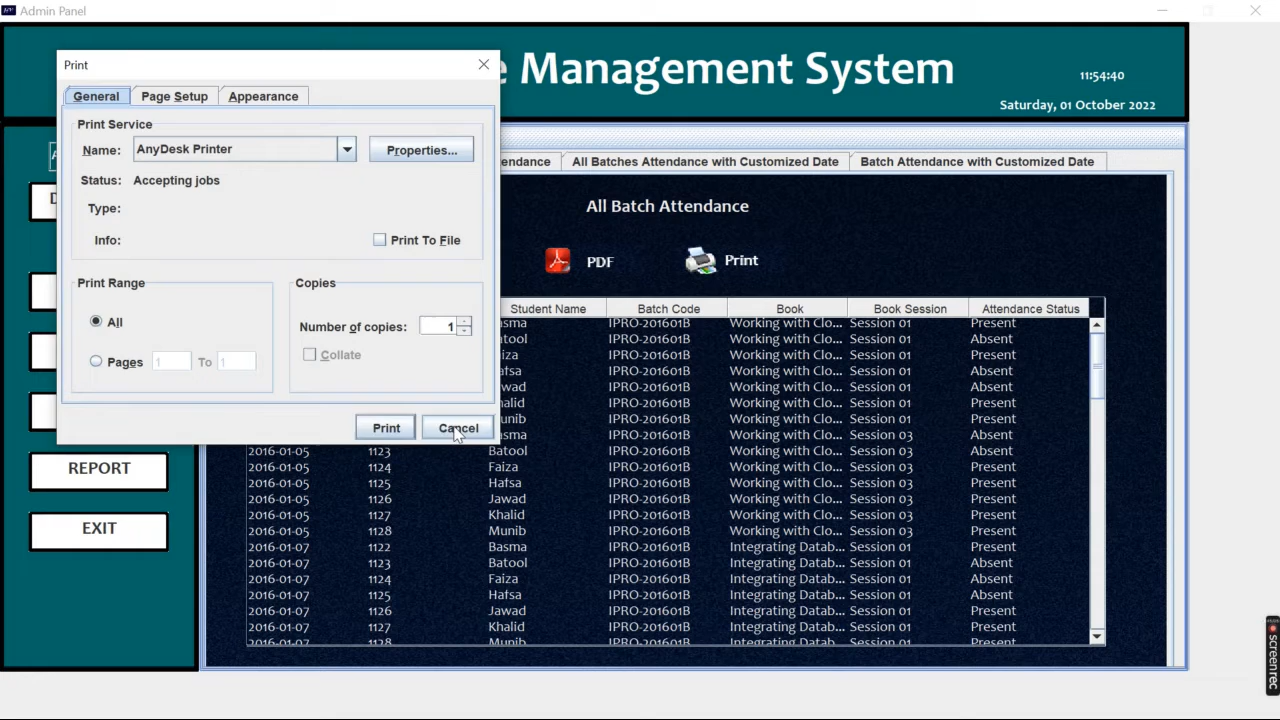 Admin Panel
e Management System
11:54:40
Saturday, 01 October 2022
Print
General
Page Setup
Appearance
Print Service
Name:
AnyDesk Printer
Properties...
Status: Accepting jobs
Type:
Info:
Print To File
Print Range
All
Pages 1 To 1
Copies
Number of copies: 1
Collate
Print
Cancel
REPORT
EXIT
endance
All Batches Attendance with Customized Date
Batch Attendance with Customized Date
All Batch Attendance
PDF
Print
Student Name Batch Code Book Book Session Attendance Status
asma IPRO-201601B Working with Clo... Session 01 Present
atool IPRO-201601B Working with Clo... Session 01 Absent
iza IPRO-201601B Working with Clo... Session 01 Present
afsa IPRO-201601B Working with Clo... Session 01 Absent
wad IPRO-201601B Working with Clo... Session 01 Present
halid IPRO-201601B Working with Clo... Session 01 Present
unib IPRO-201601B Working with Clo... Session 01 Present
asma IPRO-201601B Working with Clo... Session 03 Absent
2016-01-05 1123 Batool IPRO-201601B Working with Clo... Session 03 Absent
2016-01-05 1124 Faiza IPRO-201601B Working with Clo... Session 03 Present
2016-01-05 1125 Hafsa IPRO-201601B Working with Clo... Session 03 Present
2016-01-05 1126 Jawad IPRO-201601B Working with Clo... Session 03 Absent
2016-01-05 1127 Khalid IPRO-201601B Working with Clo... Session 03 Present
2016-01-05 1128 Munib IPRO-201601B Working with Clo... Session 03 Present
2016-01-07 1122 Basma IPRO-201601B Integrating Datab... Session 01 Present
2016-01-07 1123 Batool IPRO-201601B Integrating Datab... Session 01 Absent
2016-01-07 1124 Faiza IPRO-201601B Integrating Datab... Session 01 Absent
2016-01-07 1125 Hafsa IPRO-201601B Integrating Datab... Session 01 Absent
2016-01-07 1126 Jawad IPRO-201601B Integrating Datab... Session 01 Present
2016-01-07 1127 Khalid IPRO-201601B Integrating Datab... Session 01 Present
2016-01-07 1128 Munib IPRO-201601B Integrating Datab... Session 01 Present
screenrec